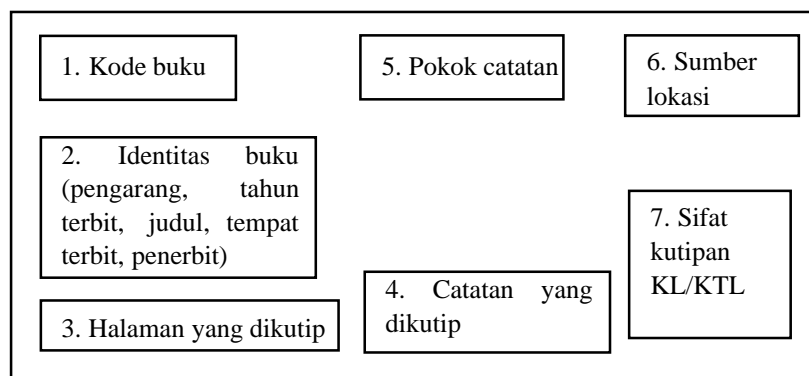 1. Kode buku
2. Identitas buku
(pengarang, tahun
terbit, judul, tempat
terbit, penerbit)
3. Halaman yang dikutip
4. Catatan yang
dikutip
5. Pokok catatan
6. Sumber
lokasi
7. Sifat
kutipan
KL/KTL